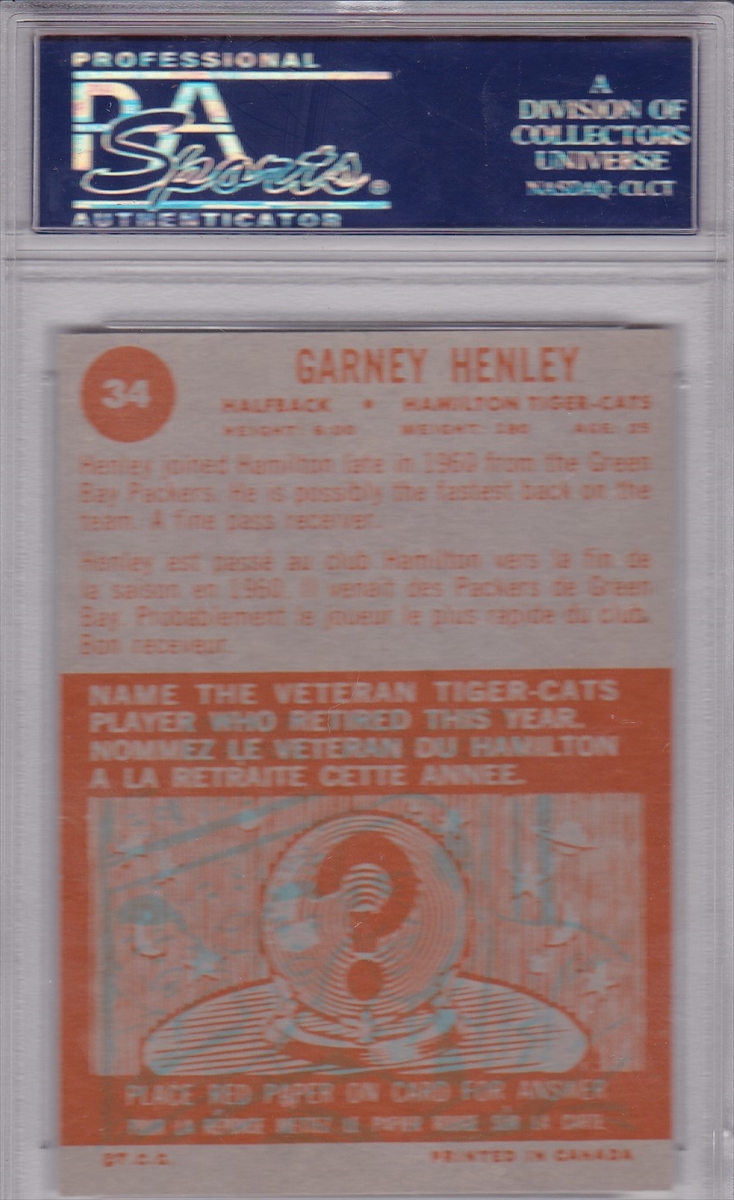 PROFESSIONAL
PSA
Sports®
AUTHENTICATOR
A
DIVISION OF
COLLECTORS
UNIVERSE
NASDAQ: CLCT
34
GARNEY HENLEY
HALFBACK • HAMILTON TIGER-CATS
HEIGHT: 6:00 WEIGHT: 180 AGE: 25
Henley joined Hamilton late in 1960 from the Green
Bay Packers. He is possibly the fastest back on the
team. A fine pass receiver.
Henley est passé au club Hamilton vers la fin de
la saison en 1960. Il venait des Packers de Green
Bay. Probablement le joueur le plus rapide du club.
Bon receveur.
NAME THE VETERAN TIGER-CATS
PLAYER WHO RETIRED THIS YEAR.
NOMMEZ LE VETERAN DU HAMILTON
A LA RETRAITE CETTE ANNEE.
?
PLACE RED PAPER ON CARD FOR ANSWER
POUR LA RÉPONSE METTEZ LE PAPIER ROUGE SÛR LA CARTE
©T.C.G. PRINTED IN CANADA